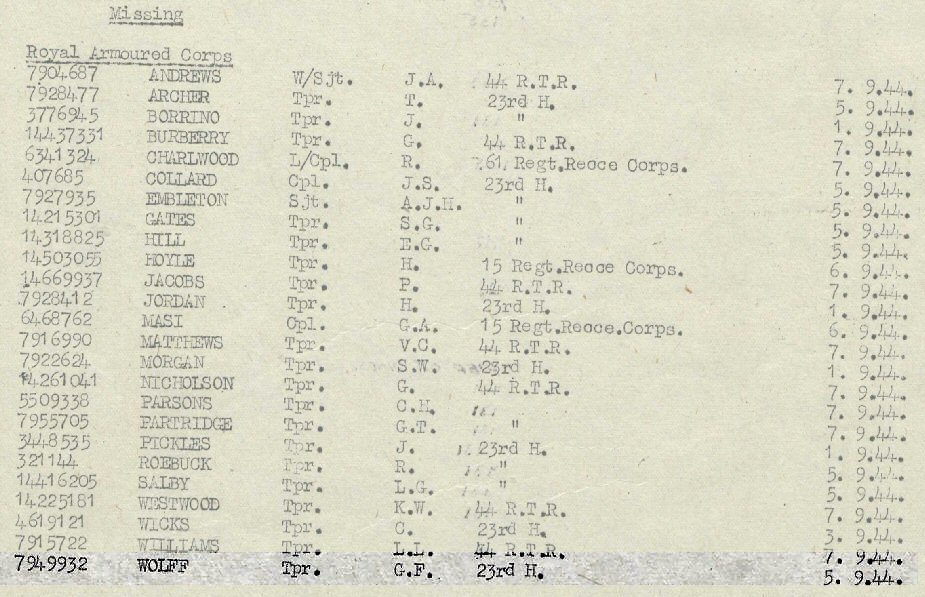 Missing
Royal Armoured Corps
7904687 ANDREWS W/Sjt. J.A. 44 R.T.R. 7. 9.44.
7928477 ARCHER Tpr. T. 23rd H. 5. 9.44.
3776945 BORRINO Tpr. J. " 1. 9.44.
14437331 BURBERRY Tpr. G. 44 R.T.R. 7. 9.44.
6341324 CHARLWOOD L/Cpl. R. 61 Regt.Recce Corps. 7. 9.44.
407685 COLLARD Cpl. J.S. 23rd H. 5. 9.44.
7927935 EMBLETON Sjt. A.J.H. " 5. 9.44.
14215301 GATES Tpr. S.G. " 5. 9.44.
14318825 HILL Tpr. E.G. " 5. 9.44.
14503055 HOYLE Tpr. H. 15 Regt.Recce Corps. 6. 9.44.
14669937 JACOBS Tpr. P. 44 R.T.R. 7. 9.44.
7928412 JORDAN Tpr. H. 23rd H. 1. 9.44.
6468762 MASI Cpl. G.A. 15 Regt.Recce.Corps. 6. 9.44.
7916990 MATTHEWS Tpr. V.C. 44 R.T.R. 7. 9.44.
7922624 MORGAN Tpr. S.W. 23rd H. 1. 9.44.
14261041 NICHOLSON Tpr. G. 44 R.T.R. 7. 9.44.
5509338 PARSONS Tpr. C.H. 7. 9.44.
7955705 PARTRIDGE Tpr. G.T. " 7. 9.44.
3448535 PICKLES Tpr. J. 23rd H. 1. 9.44.
321144 ROEBUCK Tpr. R. " 5. 9.44.
14416205 SALBY Tpr. L.G. " 5. 9.44.
14225181 WESTWOOD Tpr. K.W. 44 R.T.R. 7. 9.44.
4619121 WICKS Tpr. C. 23rd H. 3. 9.44.
7915722 WILLIAMS Tpr. L.L. 44 R.T.R. 7. 9.44.
7949932 WOLFF Tpr. G.F. 23rd H. 5. 9.44.